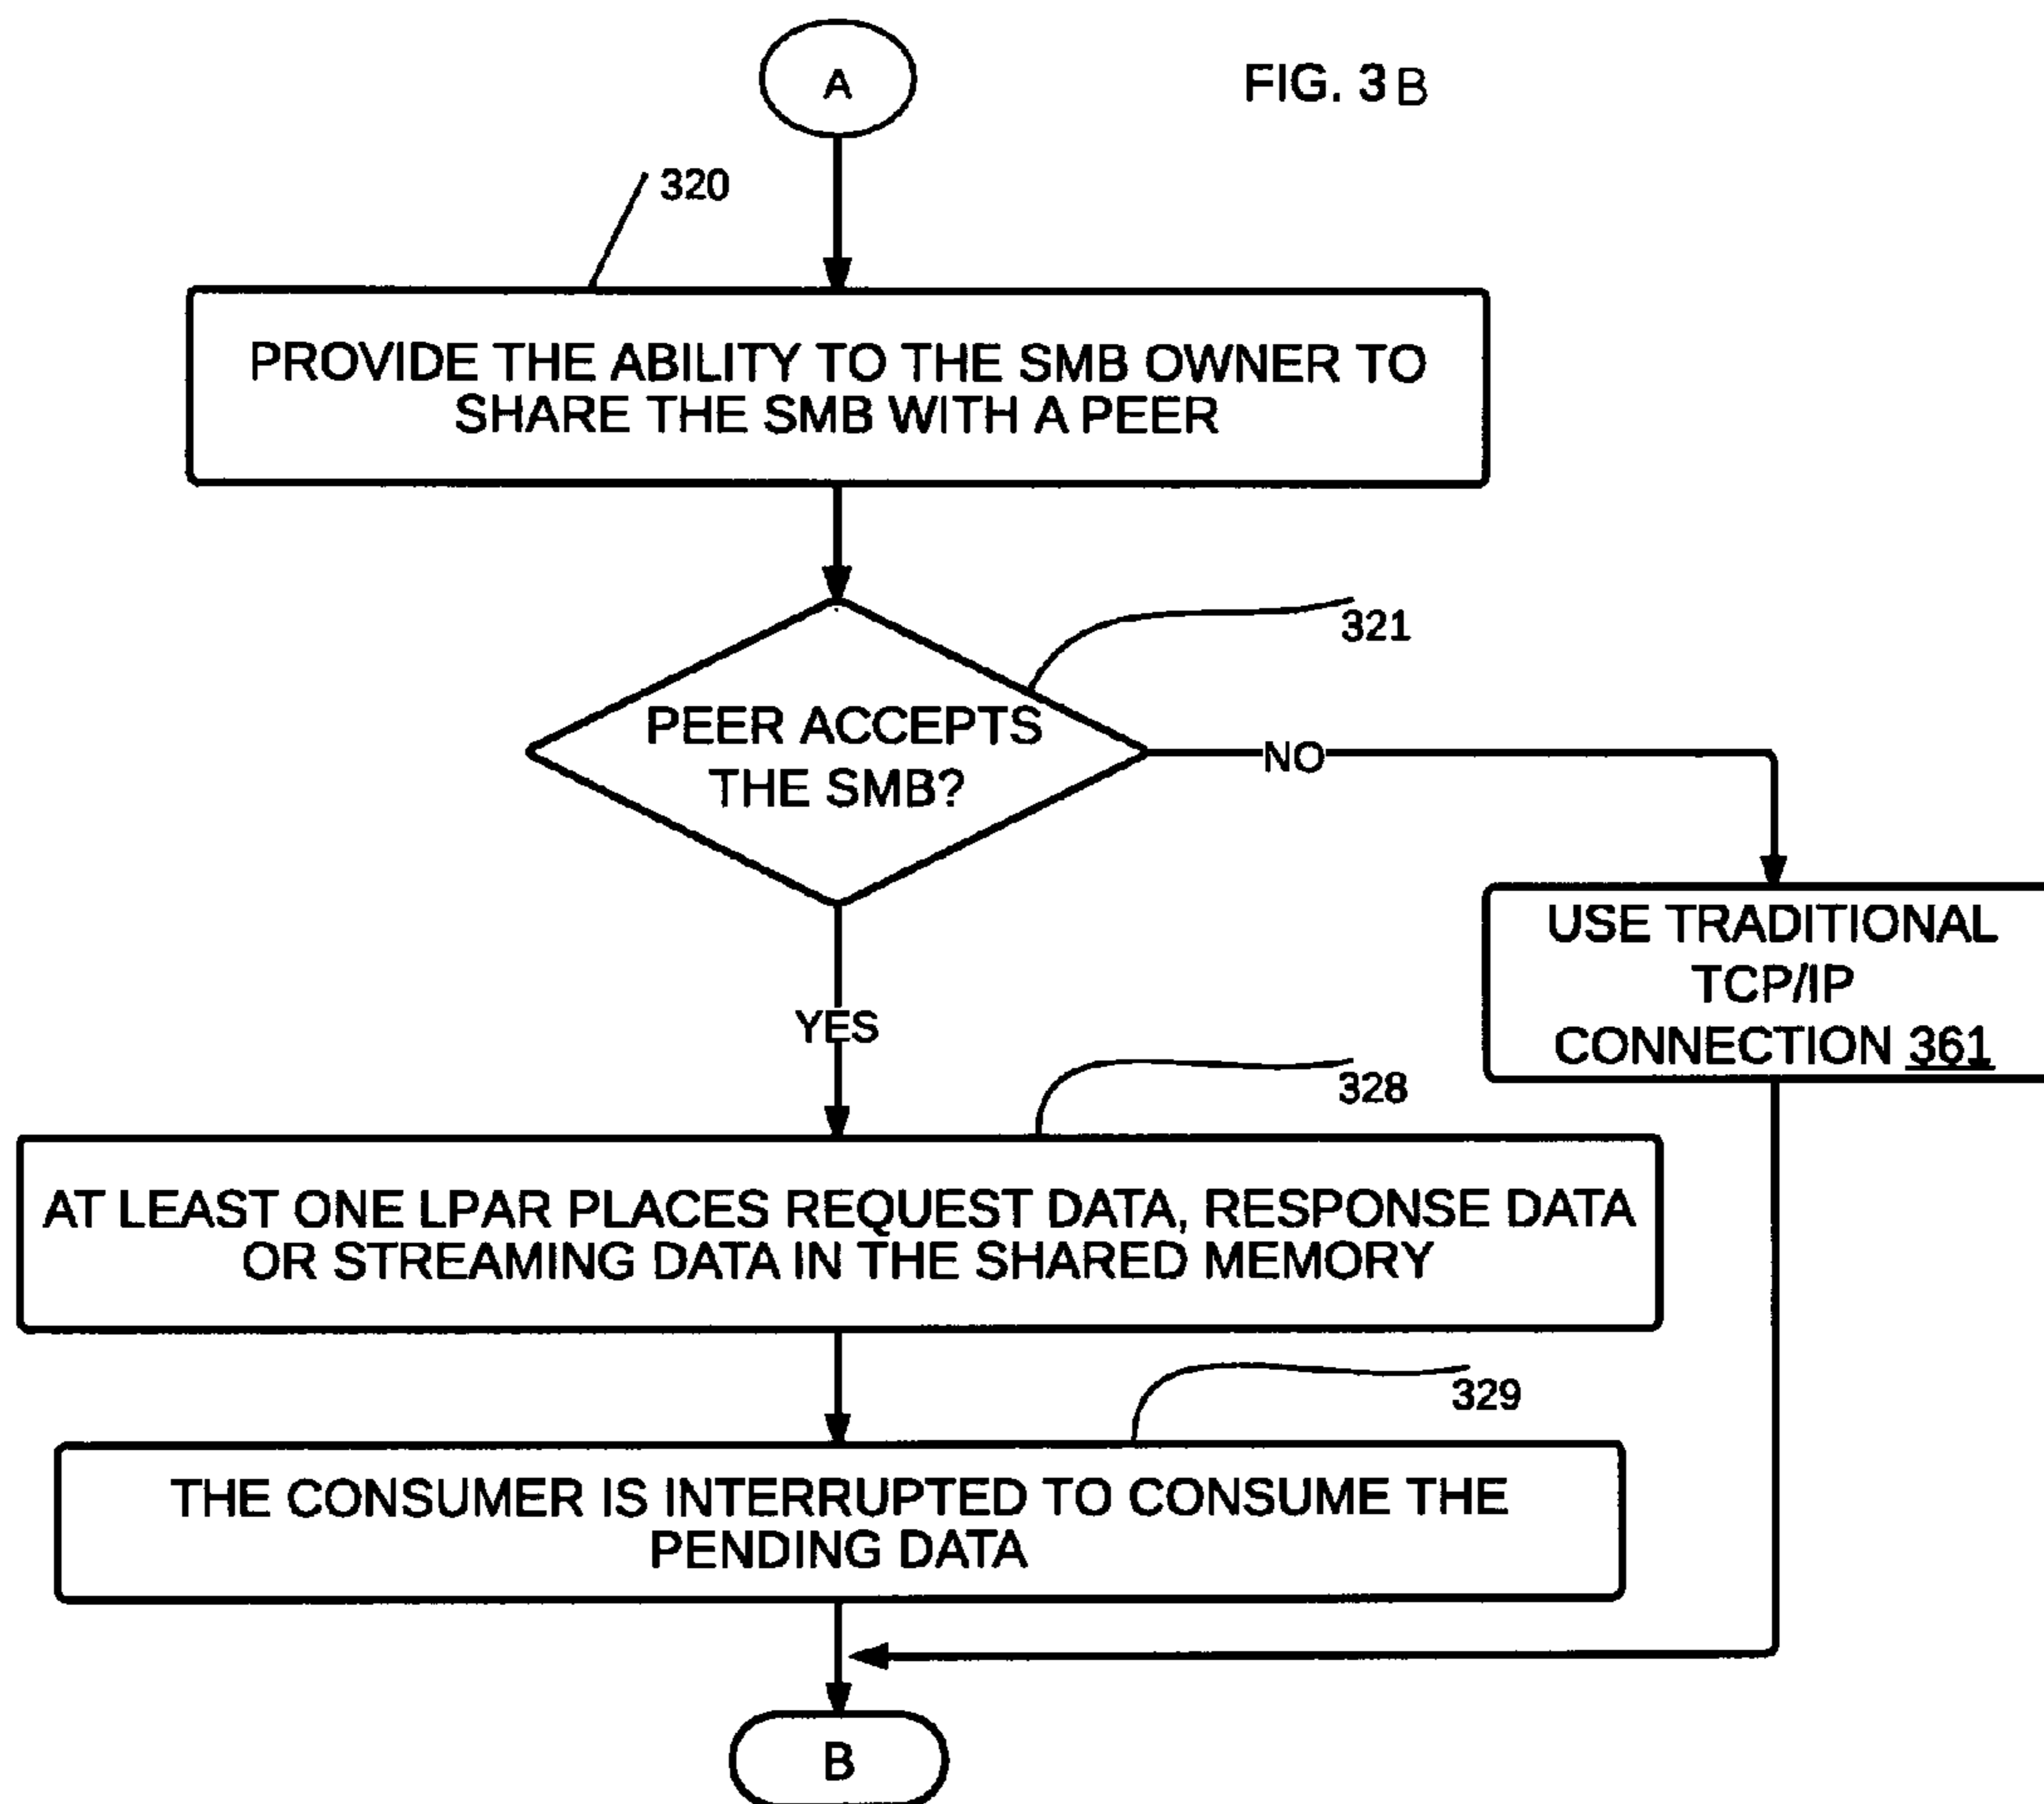 A
FIG. 3 B
320
PROVIDE THE ABILITY TO THE SMB OWNER TO
SHARE THE SMB WITH A PEER
321
PEER ACCEPTS
THE SMB?
NO
USE TRADITIONAL
TCP/IP
CONNECTION 361
YES
328
AT LEAST ONE LPAR PLACES REQUEST DATA, RESPONSE DATA
OR STREAMING DATA IN THE SHARED MEMORY
329
THE CONSUMER IS INTERRUPTED TO CONSUME THE
PENDING DATA
B